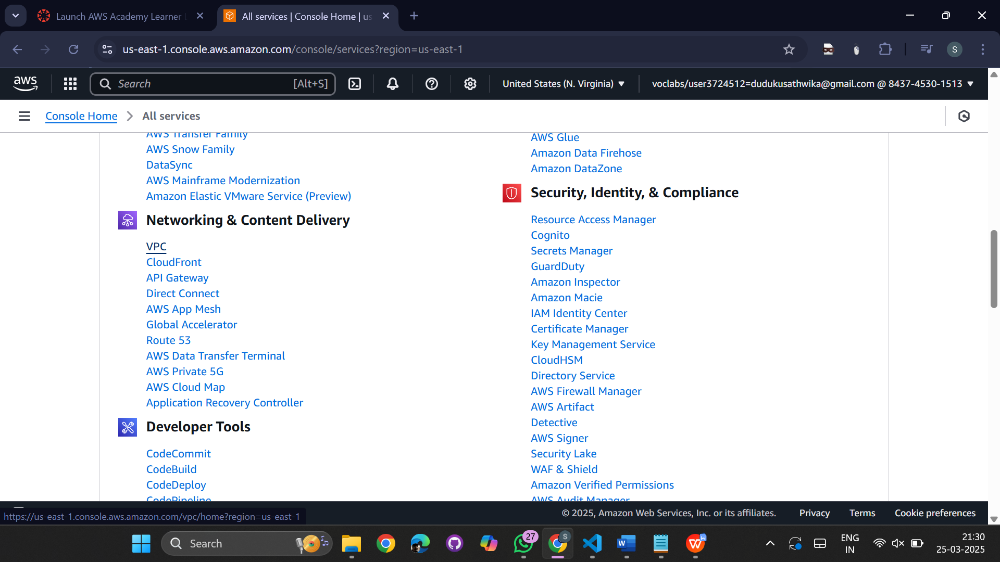 Launch AWS Academy Learner
All services | Console Home | us
us-east-1.console.aws.amazon.com/console/services?region=us-east-1
S
aws
Search
[Alt+S]
United States (N. Virginia)
voclabs/user3724512=dudukusathwika@gmail.com @ 8437-4530-1513
Console Home
All services
AWS Transfer Family
AWS Snow Family
DataSync
AWS Mainframe Modernization
Amazon Elastic VMware Service (Preview)
Networking & Content Delivery
VPC
CloudFront
API Gateway
Direct Connect
AWS App Mesh
Global Accelerator
Route 53
AWS Data Transfer Terminal
AWS Private 5G
AWS Cloud Map
Application Recovery Controller
Developer Tools
CodeCommit
CodeBuild
CodeDeploy
CodePipeline
AWS Glue
Amazon Data Firehose
Amazon DataZone
Security, Identity, & Compliance
Resource Access Manager
Cognito
Secrets Manager
GuardDuty
Amazon Inspector
Amazon Macie
IAM Identity Center
Certificate Manager
Key Management Service
CloudHSM
Directory Service
AWS Firewall Manager
AWS Artifact
Detective
AWS Signer
Security Lake
WAF & Shield
Amazon Verified Permissions
AWS Audit Manager
https://us-east-1.console.aws.amazon.com/vpc/home?region=us-east-1
© 2025, Amazon Web Services, Inc. or its affiliates.
Privacy
Terms
Cookie preferences
Search
27
S
W
W
ENG
IN
21:30
25-03-2025